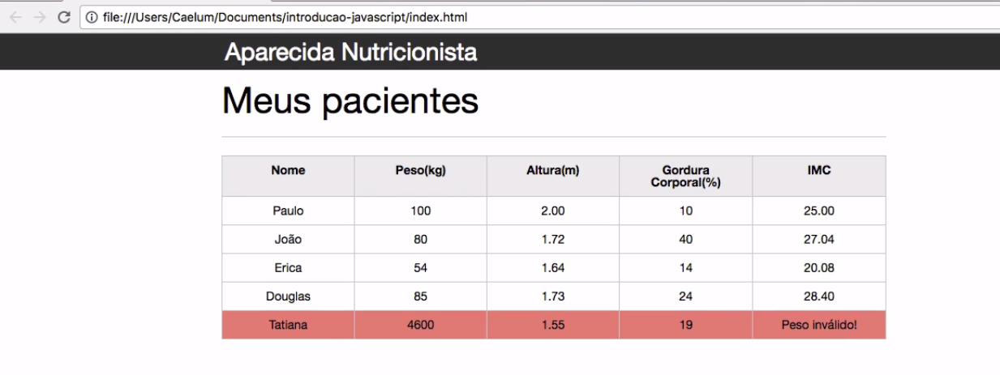 file:///Users/Caelum/Documents/introducao-javascript/index.html
Aparecida Nutricionista
Meus pacientes
Nome Peso(kg) Altura(m) Gordura Corporal(%) IMC
Paulo 100 2.00 10 25.00
João 80 1.72 40 27.04
Erica 54 1.64 14 20.08
Douglas 85 1.73 24 28.40
Tatiana 4600 1.55 19 Peso inválido!